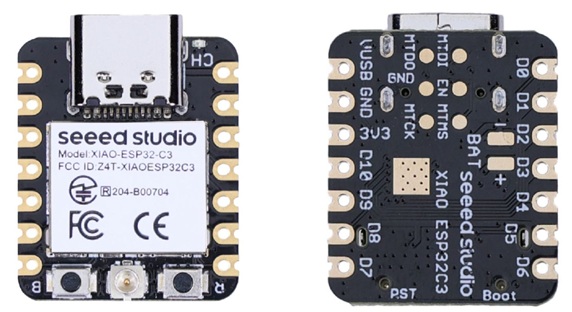 CH
seeed studio
Model:XIAO-ESP32-C3
FCC ID:Z4T-XIAOESP32C3
R 204-B00704
FC CE
B
R
MTDO
MTDI
VUSB
GND
EN
D0
GND
MTCK
MTMS
D1
3V3
BAT
-
+
D2
D10
D3
D9
D4
D8
D5
D7
D6
XIAO ESP32C3
seeed studio
RST
Boot